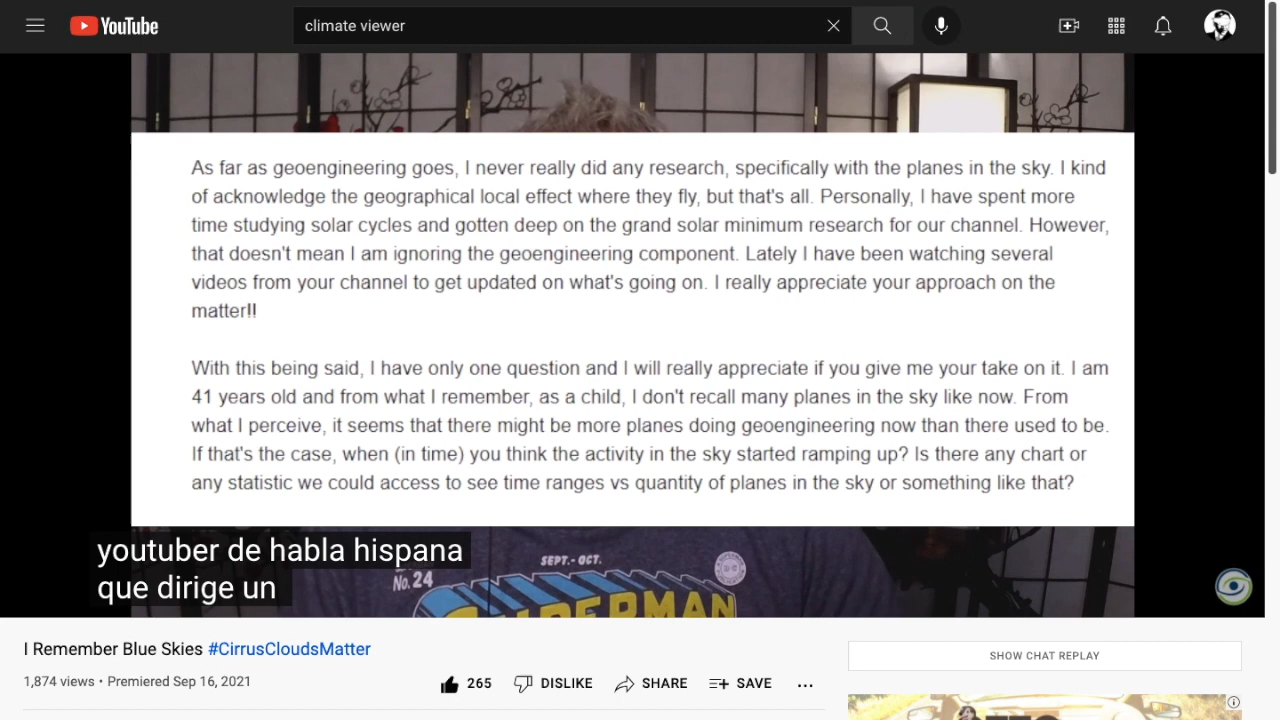 YouTube
climate viewer
As far as geoengineering goes, I never really did any research, specifically with the planes in the sky. I kind
of acknowledge the geographical local effect where they fly, but that's all. Personally, I have spent more
time studying solar cycles and gotten deep on the grand solar minimum research for our channel. However,
that doesn't mean I am ignoring the geoengineering component. Lately I have been watching several
videos from your channel to get updated on what's going on. I really appreciate your approach on the
matter!!
With this being said, I have only one question and I will really appreciate if you give me your take on it. I am
41 years old and from what I remember, as a child, I don't recall many planes in the sky like now. From
what I perceive, it seems that there might be more planes doing geoengineering now than there used to be.
If that's the case, when (in time) you think the activity in the sky started ramping up? Is there any chart or
any statistic we could access to see time ranges vs quantity of planes in the sky or something like that?
youtuber de habla hispana
que dirige un
SEPT.-OCT.
No. 24
SUPERMAN
I Remember Blue Skies #CirrusCloudsMatter
1,874 views • Premiered Sep 16, 2021
265
DISLIKE
SHARE
SAVE
SHOW CHAT REPLAY